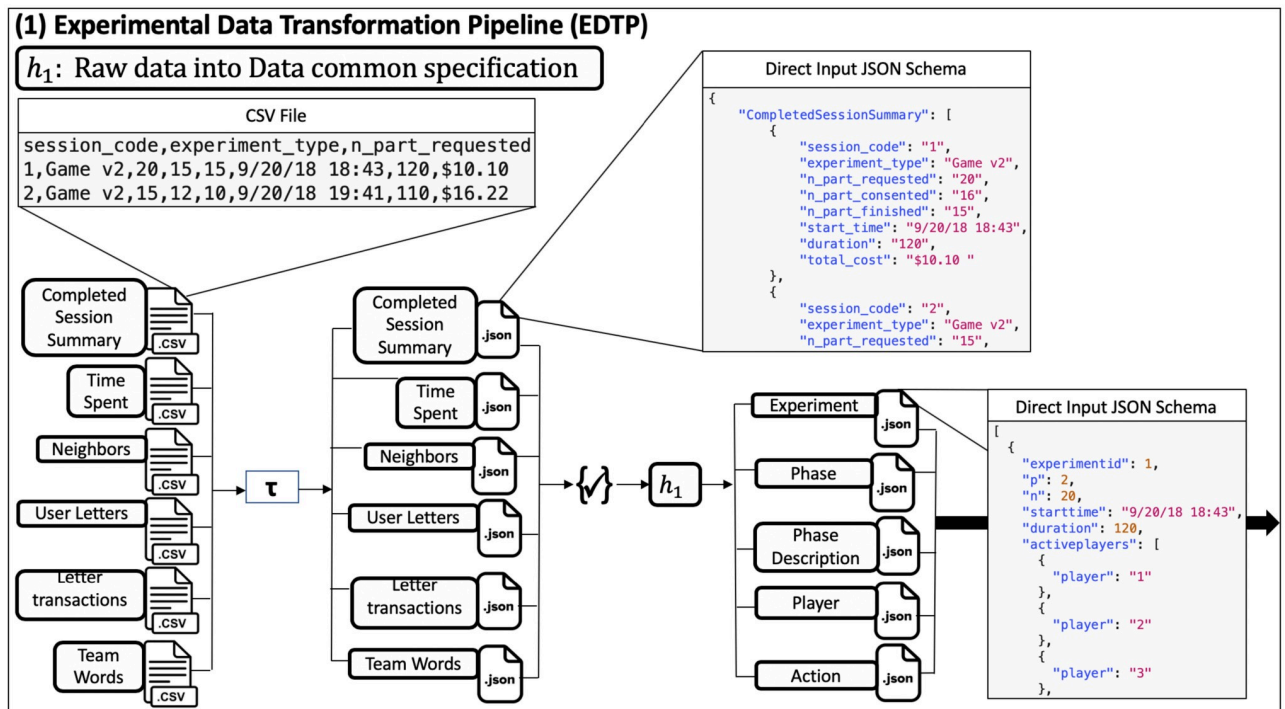 (1) Experimental Data Transformation Pipeline (EDTP)
h1: Raw data into Data common specification
CSV File
session_code,experiment_type,n_part_requested
1,Game v2,20,15,15,9/20/18 18:43,120,$10.10
2,Game v2,15,12,10,9/20/18 19:41,110,$16.22
Direct Input JSON Schema
{
"CompletedSessionSummary": [
{
"session_code": "1",
"experiment_type": "Game v2",
"n_part_requested": "20",
"n_part_consented": "16",
"n_part_finished": "15",
"start_time": "9/20/18 18:43",
"duration": "120",
"total_cost": "$10.10 "
},
{
"session_code": "2",
"experiment_type": "Game v2",
"n_part_requested": "15",
Completed
Session
Summary
.CSV
Time
Spent
.CSV
Neighbors
.CSV
User Letters
.CSV
Letter
transactions
.CSV
Team
Words
.CSV
τ
Completed
Session
Summary
.json
Time
Spent
.json
Neighbors
.json
User Letters
.json
Letter
transactions
.json
Team Words
.json
{✓}
h1
Experiment
.json
Phase
.json
Phase
Description
.json
Player
.json
Action
.json
Direct Input JSON Schema
[
{
"experimentid": 1,
"p": 2,
"n": 20,
"starttime": "9/20/18 18:43",
"duration": 120,
"activeplayers": [
{
"player": "1"
},
{
"player": "2"
},
{
"player": "3"
},